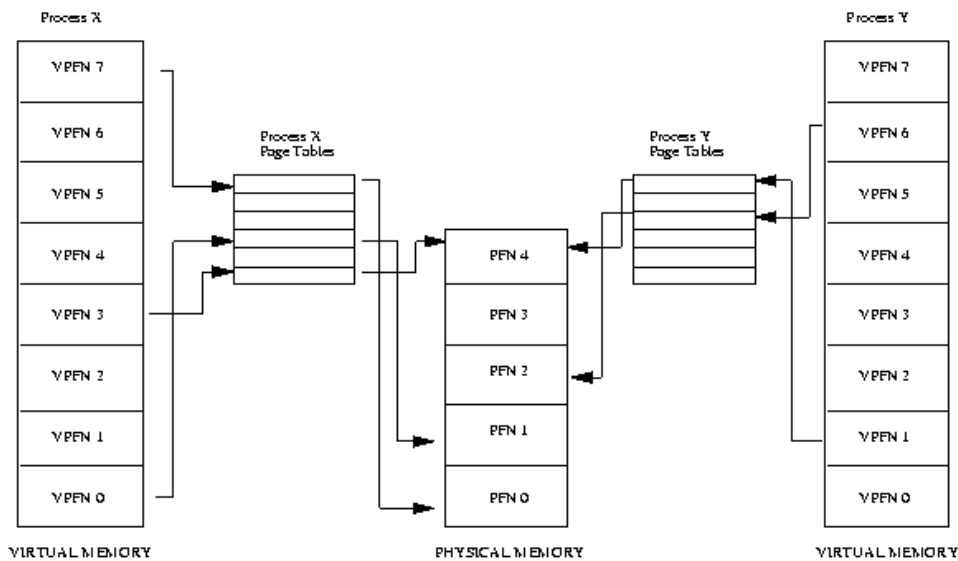 Process X
Process Y
VPFN 7
VPFN 6
VPFN 5
VPFN 4
VPFN 3
VPFN 2
VPFN 1
VPFN 0
Process X
Page Tables
PFN 4
PFN 3
PFN 2
PFN 1
PFN 0
Process Y
Page Tables
VPFN 7
VPFN 6
VPFN 5
VPFN 4
VPFN 3
VPFN 2
VPFN 1
VPFN 0
VIRTUAL MEMORY
PHYSICAL MEMORY
VIRTUAL MEMORY